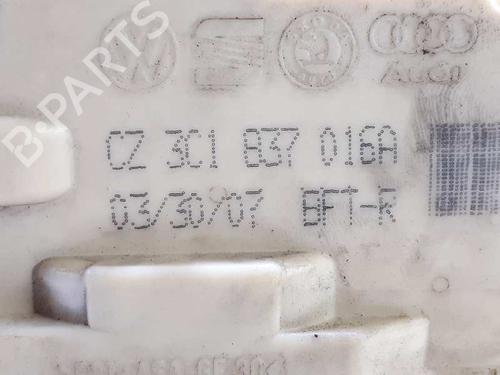 B-PARTS
AUDI
CZ 3C1 837 016A
03/30/07 BFT-R